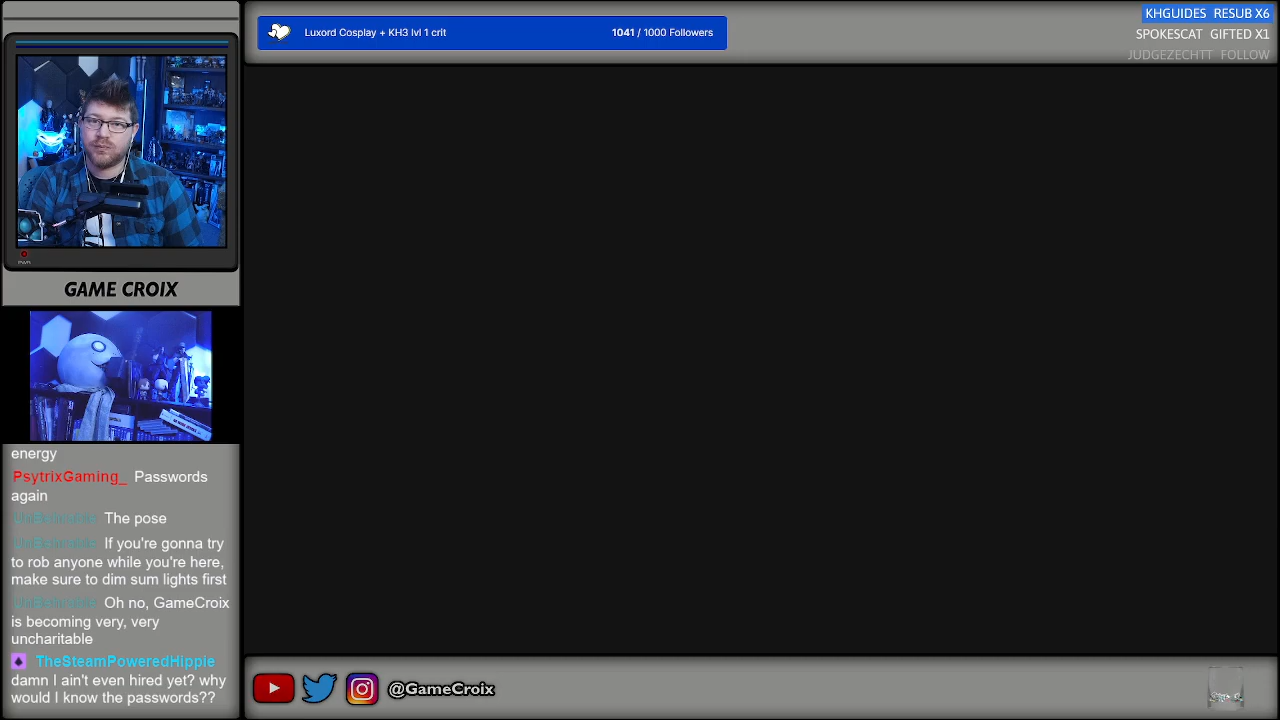 Luxord Cosplay + KH3 lvl 1 crit
1041 / 1000 Followers
KHGUIDES RESUB X6
SPOKESCAT GIFTED X1
JUDGEZECHTT FOLLOW
PWR
GAME CROIX
energy
PsytrixGaming_ Passwords
again
The pose
If you're gonna try
to rob anyone while you're here,
make sure to dim sum lights first
Oh no, GameCroix
is becoming very, very
uncharitable
TheSteamPoweredHippie
damn I ain't even hired yet? why
would I know the passwords??
@GameCroix